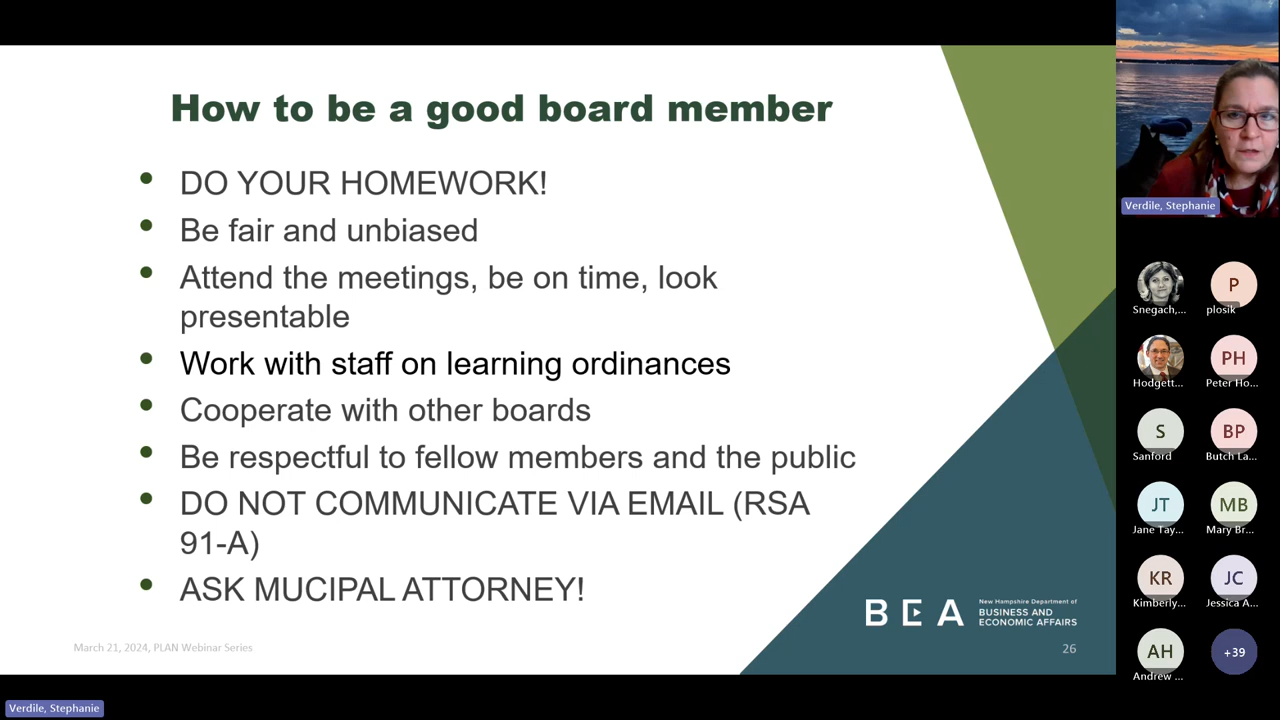 How to be a good board member
DO YOUR HOMEWORK!
Be fair and unbiased
Attend the meetings, be on time, look
presentable
Work with staff on learning ordinances
Cooperate with other boards
Be respectful to fellow members and the public
DO NOT COMMUNICATE VIA EMAIL (RSA
91-A)
ASK MUCIPAL ATTORNEY!
BEA
New Hampshire Department of
BUSINESS AND
ECONOMIC AFFAIRS
March 21, 2024, PLAN Webinar Series
26
Verdile, Stephanie
Snegach,...
P
plosik
Hodgett...
PH
Peter Ho...
S
Sanford
BP
Butch La...
JT
Jane Tay...
MB
Mary Br...
KR
Kimberly...
JC
Jessica A...
AH
Andrew ...
+39
Verdile, Stephanie